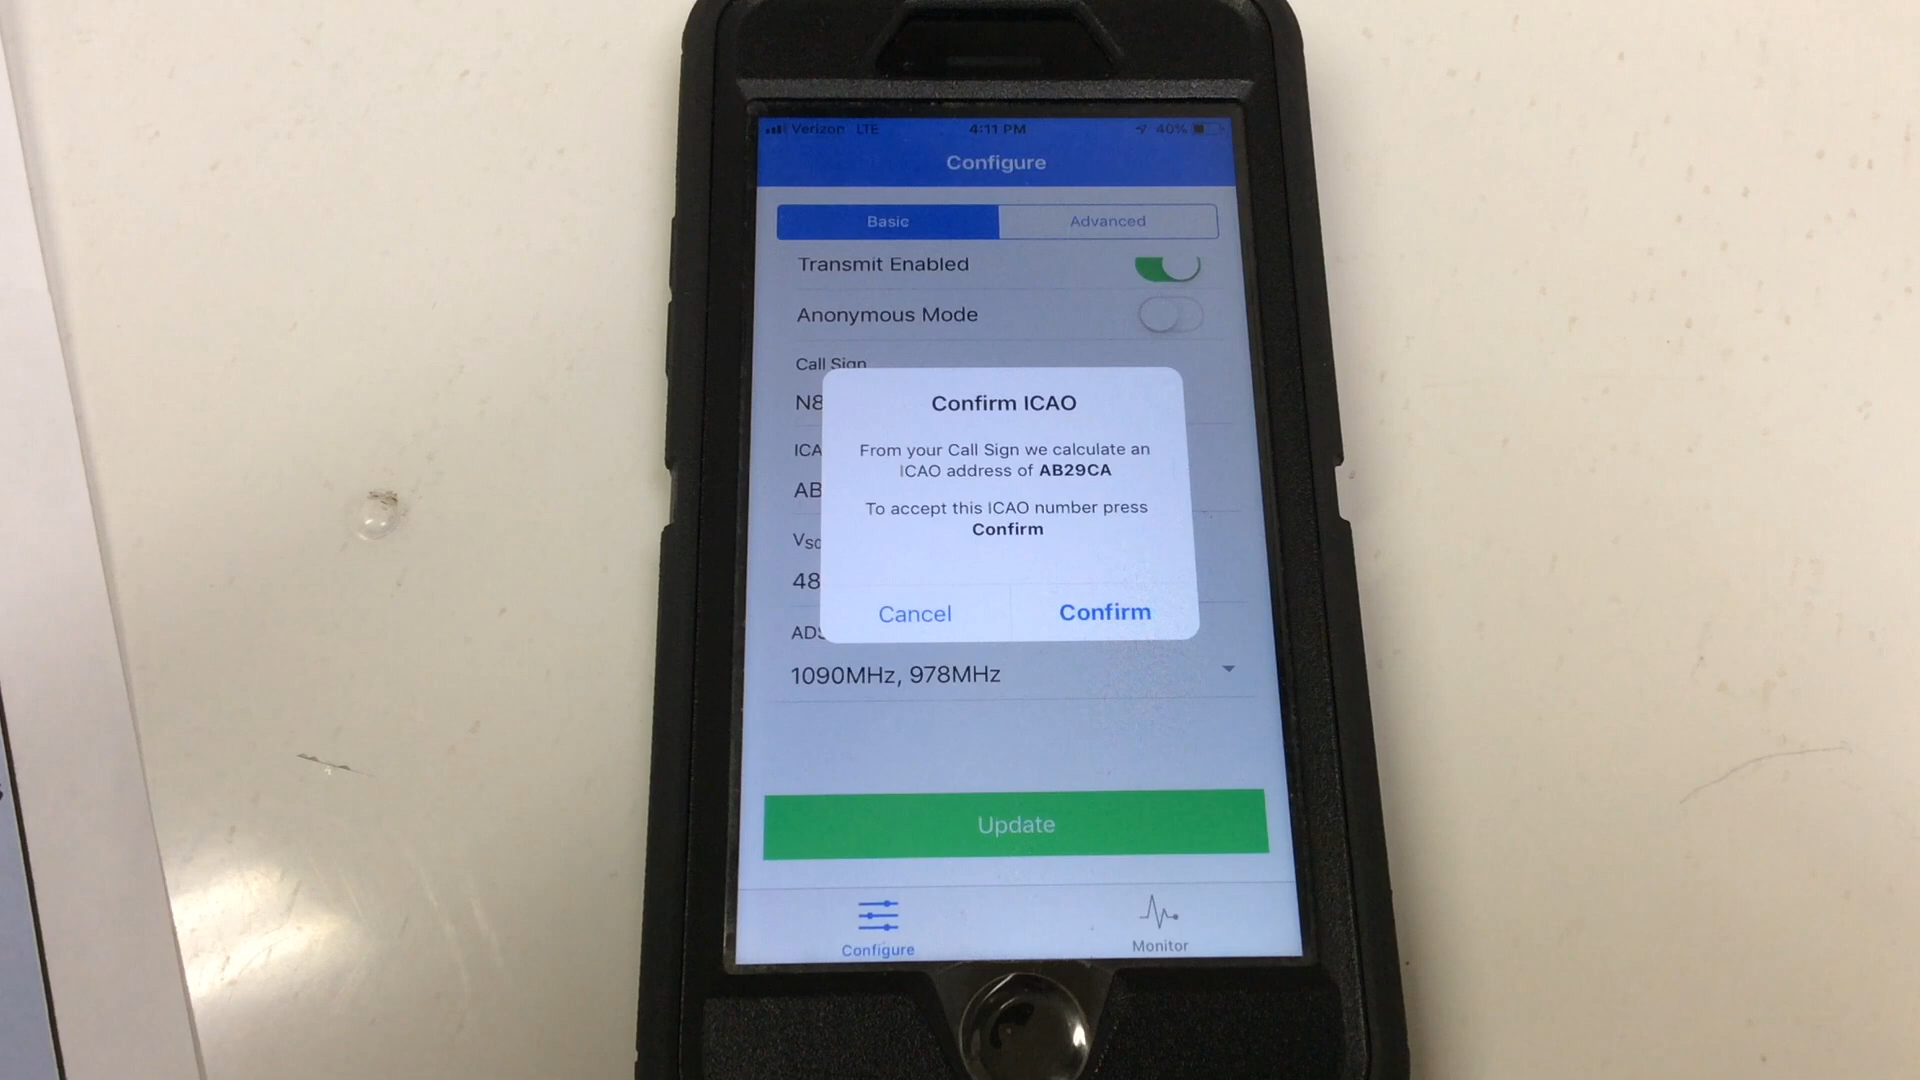 Verizon LTE 4:11 PM 40%
Configure
Basic Advanced
Transmit Enabled
Anonymous Mode
Call Sign
N8
Confirm ICAO
ICA
From your Call Sign we calculate an
ICAO address of AB29CA
AB
To accept this ICAO number press
Confirm
48
Cancel Confirm
1090MHz, 978MHz
Update
Configure Monitor